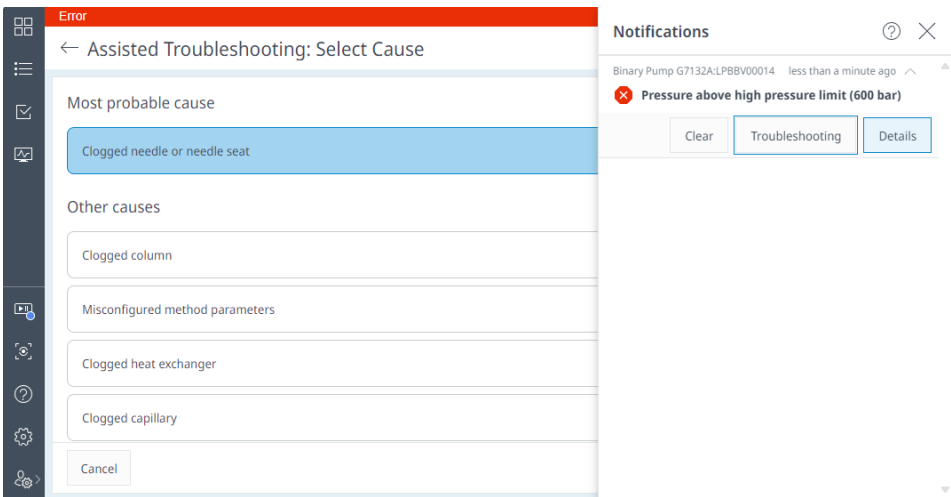 Error
Assisted Troubleshooting: Select Cause
Most probable cause
Clogged needle or needle seat
Other causes
Clogged column
Misconfigured method parameters
Clogged heat exchanger
Clogged capillary
Cancel
Notifications
Binary Pump G7132A:LPBBV00014 less than a minute ago
Pressure above high pressure limit (600 bar)
Clear Troubleshooting Details